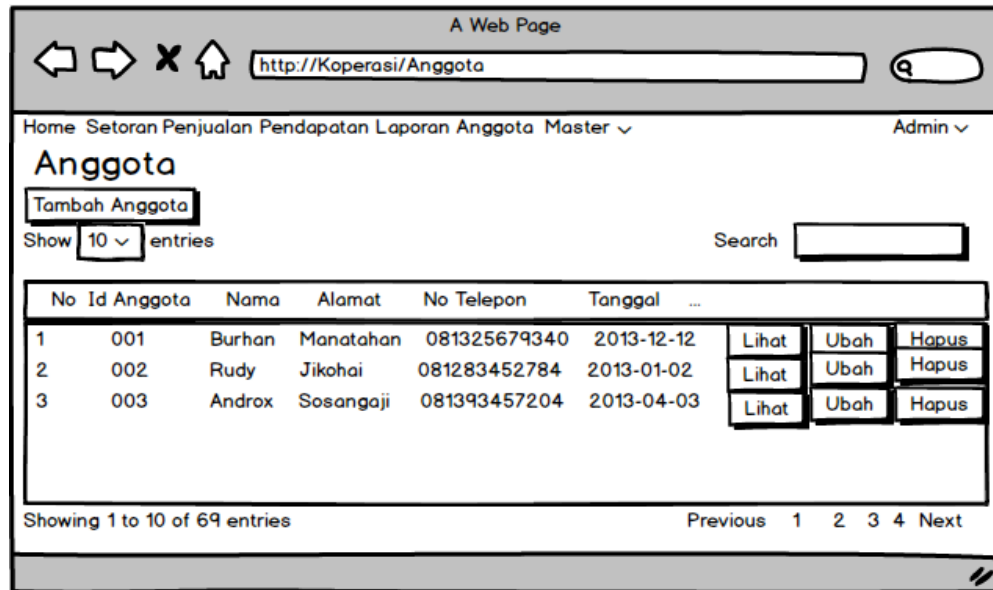 A Web Page
http://Koperasi/Anggota
Home Setoran Penjualan Pendapatan Laporan Anggota Master Admin
Anggota
Tambah Anggota
Show 10 entries Search
No Id Anggota Nama Alamat No Telepon Tanggal ...
1 001 Burhan Manatahan 081325679340 2013-12-12 Lihat Ubah Hapus
2 002 Rudy Jikohai 081283452784 2013-01-02 Lihat Ubah Hapus
3 003 Androx Sosangaji 081393457204 2013-04-03 Lihat Ubah Hapus
Showing 1 to 10 of 69 entries Previous 1 2 3 4 Next